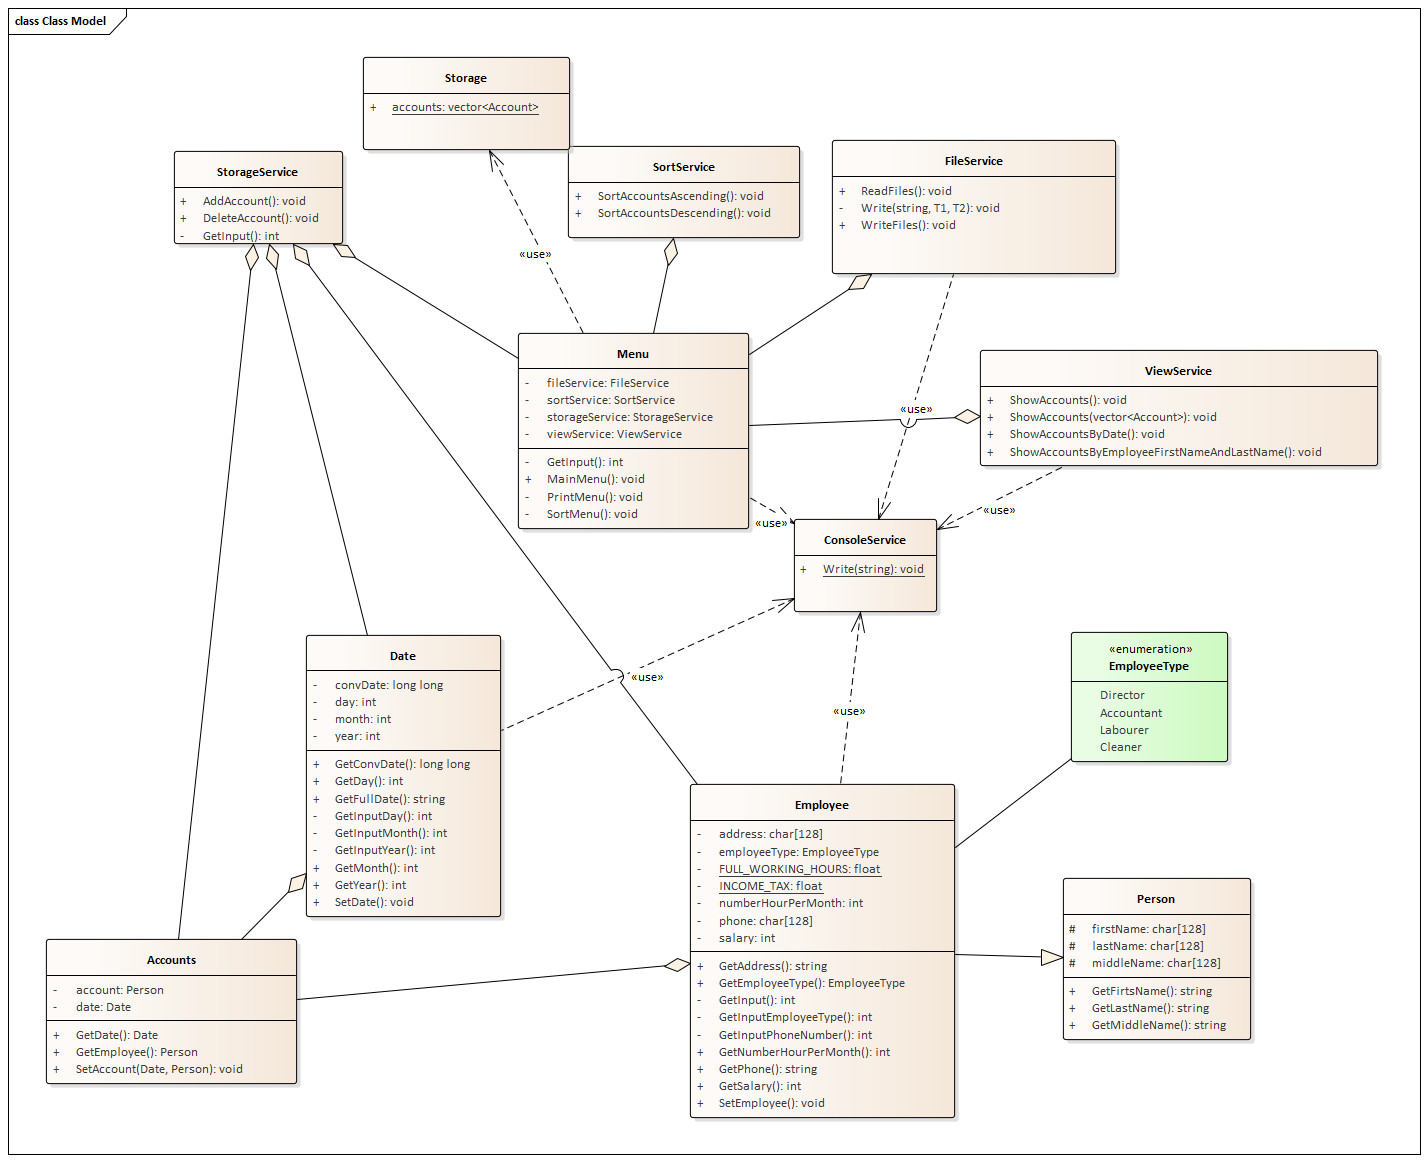 class Class Model
Storage
+ accounts: vector<Account>
StorageService
+ AddAccount(): void
+ DeleteAccount(): void
- GetInput(): int
SortService
+ SortAccountsAscending(): void
+ SortAccountsDescending(): void
FileService
+ ReadFiles(): void
- Write(string, T1, T2): void
+ WriteFiles(): void
«use»
Menu
- fileService: FileService
- sortService: SortService
- storageService: StorageService
- viewService: ViewService
- GetInput(): int
+ MainMenu(): void
- PrintMenu(): void
- SortMenu(): void
ViewService
+ ShowAccounts(): void
+ ShowAccounts(vector<Account>): void
+ ShowAccountsByDate(): void
+ ShowAccountsByEmployeeFirstNameAndLastName(): void
«use»
«use»
«use»
ConsoleService
+ Write(string): void
Date
- convDate: long long
- day: int
- month: int
- year: int
+ GetConvDate(): long long
+ GetDay(): int
+ GetFullDate(): string
- GetInputDay(): int
- GetInputMonth(): int
- GetInputYear(): int
+ GetMonth(): int
+ GetYear(): int
+ SetDate(): void
«use»
«use»
«enumeration»
EmployeeType
Director
Accountant
Labourer
Cleaner
Employee
- address: char[128]
- employeeType: EmployeeType
- FULL_WORKING_HOURS: float
- INCOME_TAX: float
- numberHourPerMonth: int
- phone: char[128]
- salary: int
+ GetAddress(): string
+ GetEmployeeType(): EmployeeType
- GetInput(): int
- GetInputEmployeeType(): int
- GetInputPhoneNumber(): int
+ GetNumberHourPerMonth(): int
+ GetPhone(): string
+ GetSalary(): int
+ SetEmployee(): void
Person
# firstName: char[128]
# lastName: char[128]
# middleName: char[128]
+ GetFirtsName(): string
+ GetLastName(): string
+ GetMiddleName(): string
Accounts
- account: Person
- date: Date
+ GetDate(): Date
+ GetEmployee(): Person
+ SetAccount(Date, Person): void